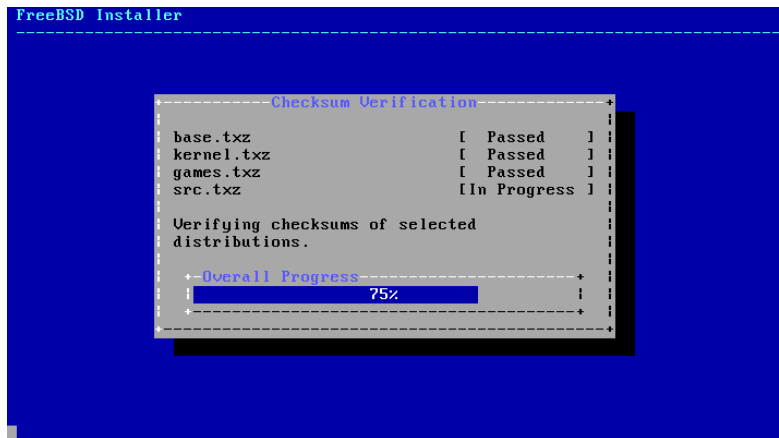 FreeBSD Installer
Checksum Verification
base.txz [ Passed ]
kernel.txz [ Passed ]
games.txz [ Passed ]
src.txz [In Progress ]
Verifying checksums of selected
distributions.
Overall Progress
75%